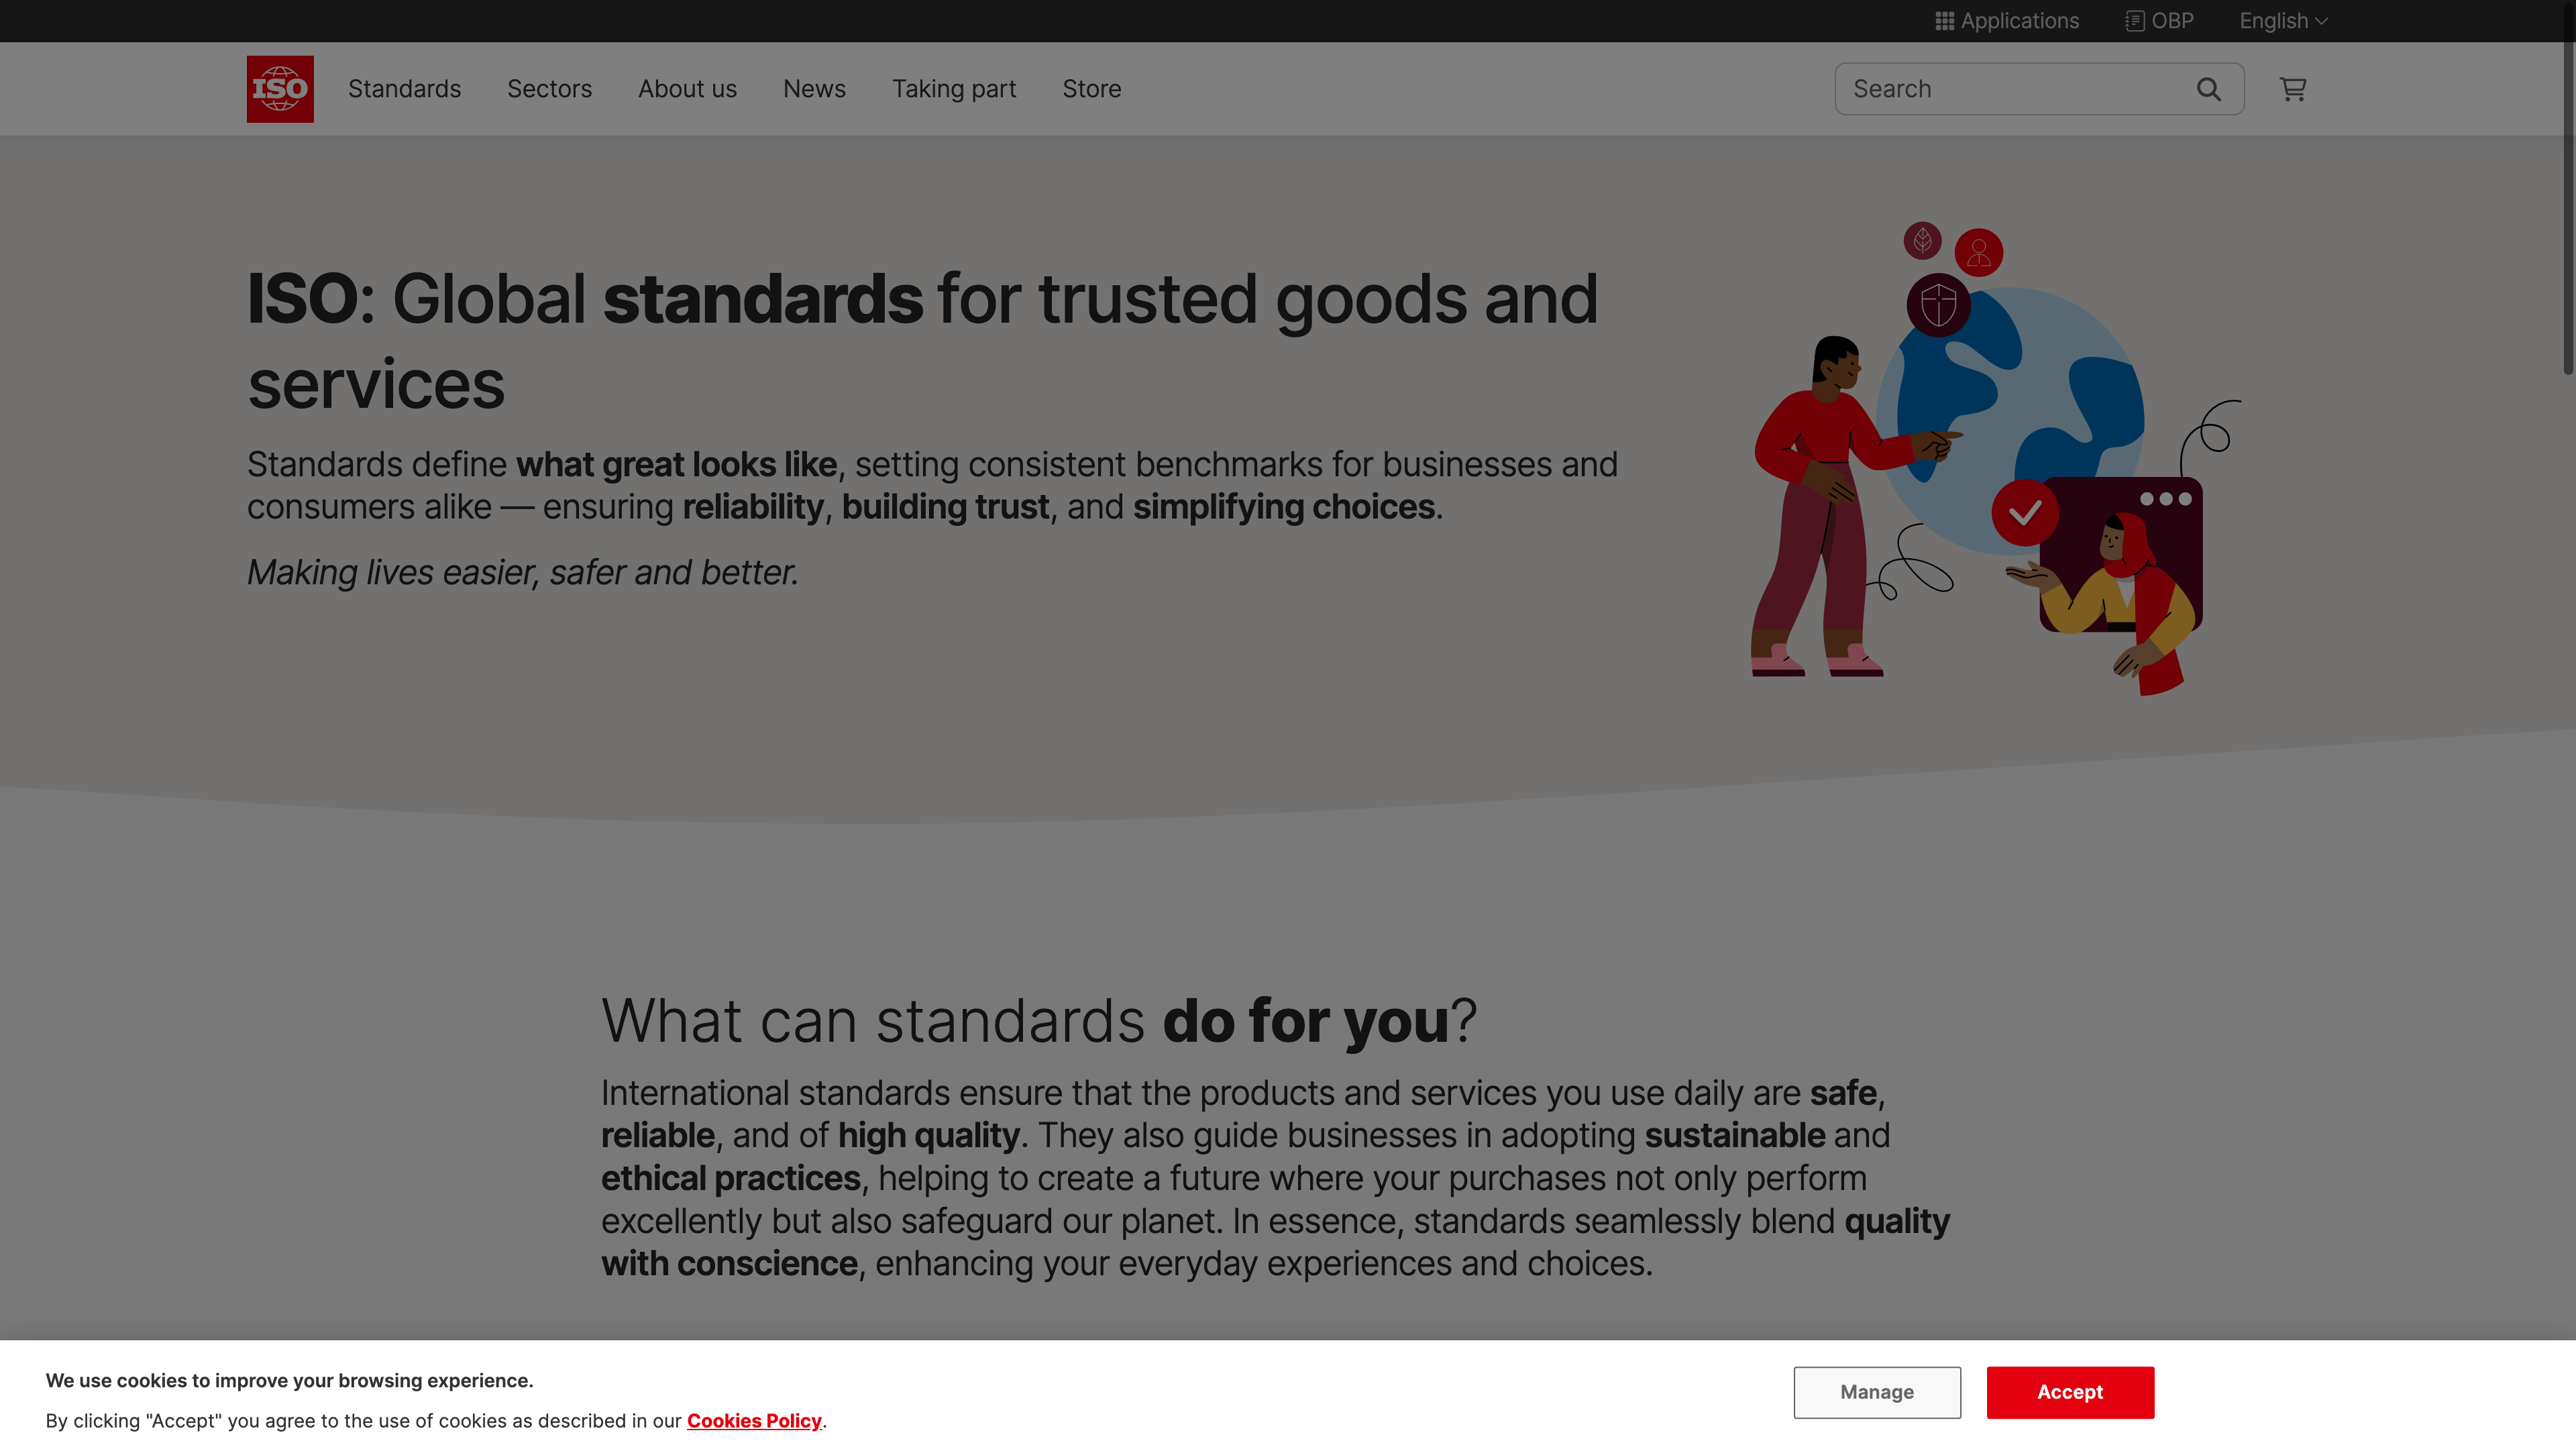 Applications OBP English
ISO Standards Sectors About us News Taking part Store Search
ISO: Global standards for trusted goods and
services
Standards define what great looks like, setting consistent benchmarks for businesses and
consumers alike — ensuring reliability, building trust, and simplifying choices.
Making lives easier, safer and better.
What can standards do for you?
International standards ensure that the products and services you use daily are safe,
reliable, and of high quality. They also guide businesses in adopting sustainable and
ethical practices, helping to create a future where your purchases not only perform
excellently but also safeguard our planet. In essence, standards seamlessly blend quality
with conscience, enhancing your everyday experiences and choices.
We use cookies to improve your browsing experience.
By clicking "Accept" you agree to the use of cookies as described in our Cookies Policy.
Manage Accept